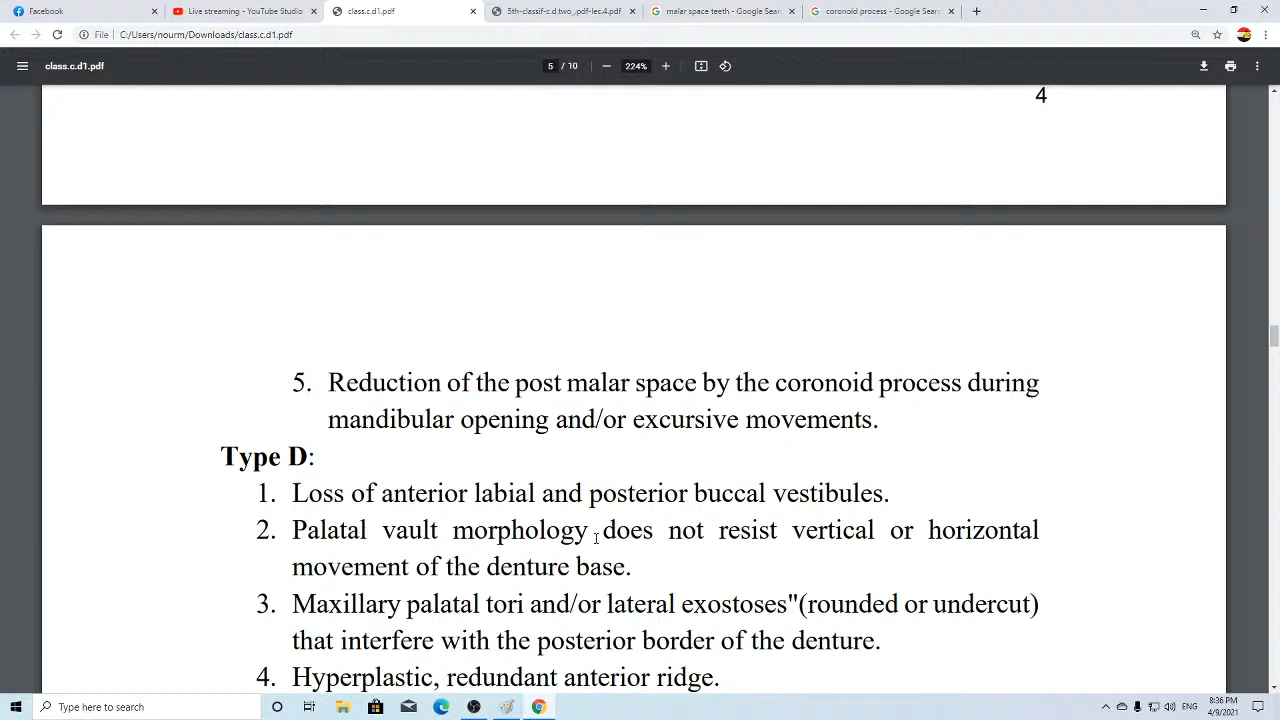 Facebook
Live streaming - YouTube Studio
class.c.d1.pdf
5th-classif-c.d.two_.pdf-lec.4.pdf
malar space teeth - Google Sear
coronoid process - Google Searc
File
C:/Users/nourm/Downloads/class.c.d1.pdf
class.c.d1.pdf
5 / 10
224%
4
5. Reduction of the post malar space by the coronoid process during
mandibular opening and/or excursive movements.
Type D:
1. Loss of anterior labial and posterior buccal vestibules.
2. Palatal vault morphology does not resist vertical or horizontal
movement of the denture base.
3. Maxillary palatal tori and/or lateral exostoses"(rounded or undercut)
that interfere with the posterior border of the denture.
4. Hyperplastic, redundant anterior ridge.
Type here to search
ENG
8:36 PM
4/9/2021